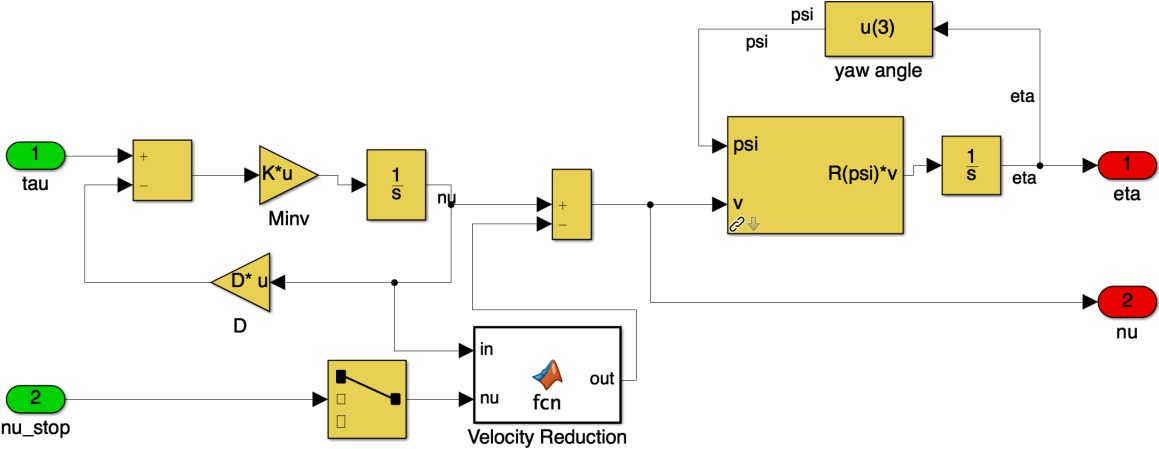 psi
psi
u(3)
yaw angle
eta
1
tau
+
−
K*u
Minv
1
s
nu
+
−
psi
R(psi)*v
v
1
s
eta
1
eta
D* u
D
2
nu
in
nu
fcn
out
Velocity Reduction
2
nu_stop